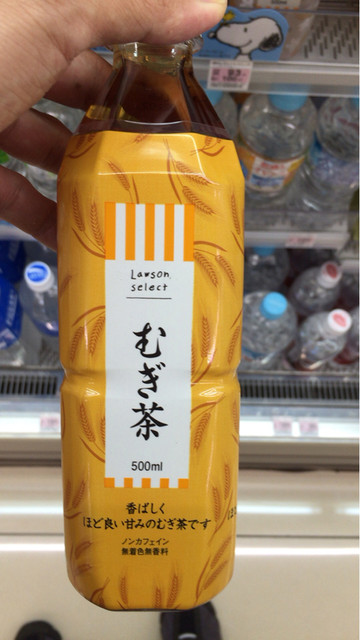 Lawson
select
むぎ茶
500ml
香ばしく
ほど良い甘みのむぎ茶です
ノンカフェイン
無着色無香料